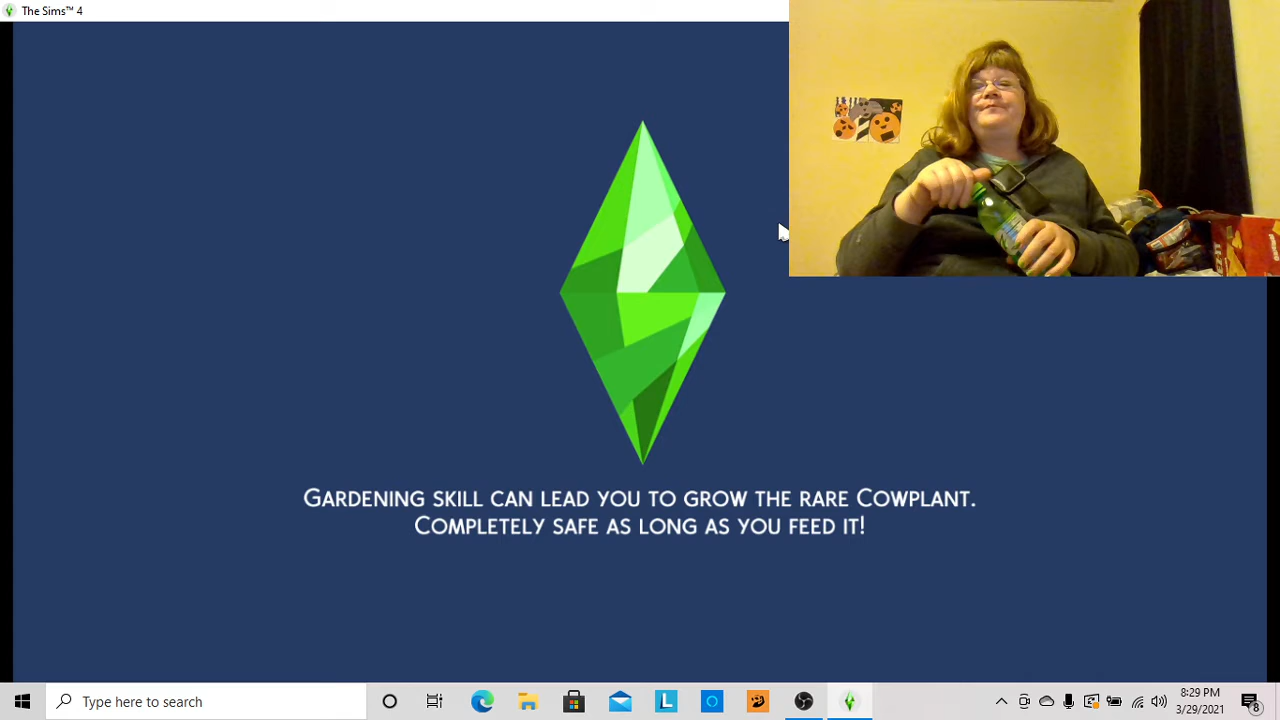 The Sims™ 4
GARDENING SKILL CAN LEAD YOU TO GROW THE RARE COWPLANT.
COMPLETELY SAFE AS LONG AS YOU FEED IT!
Type here to search
L
8:29 PM
3/29/2021
8